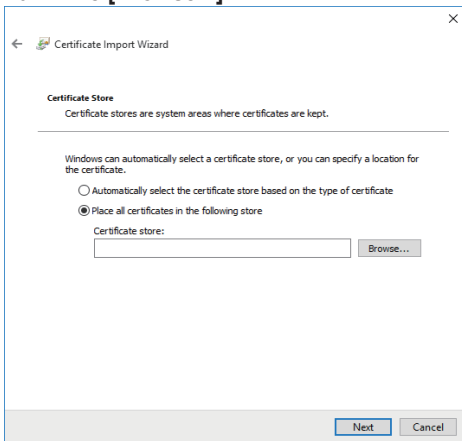 Certificate Import Wizard
Certificate Store
Certificate stores are system areas where certificates are kept.
Windows can automatically select a certificate store, or you can specify a location for
the certificate.
Automatically select the certificate store based on the type of certificate
Place all certificates in the following store
Certificate store:
Browse...
Next Cancel